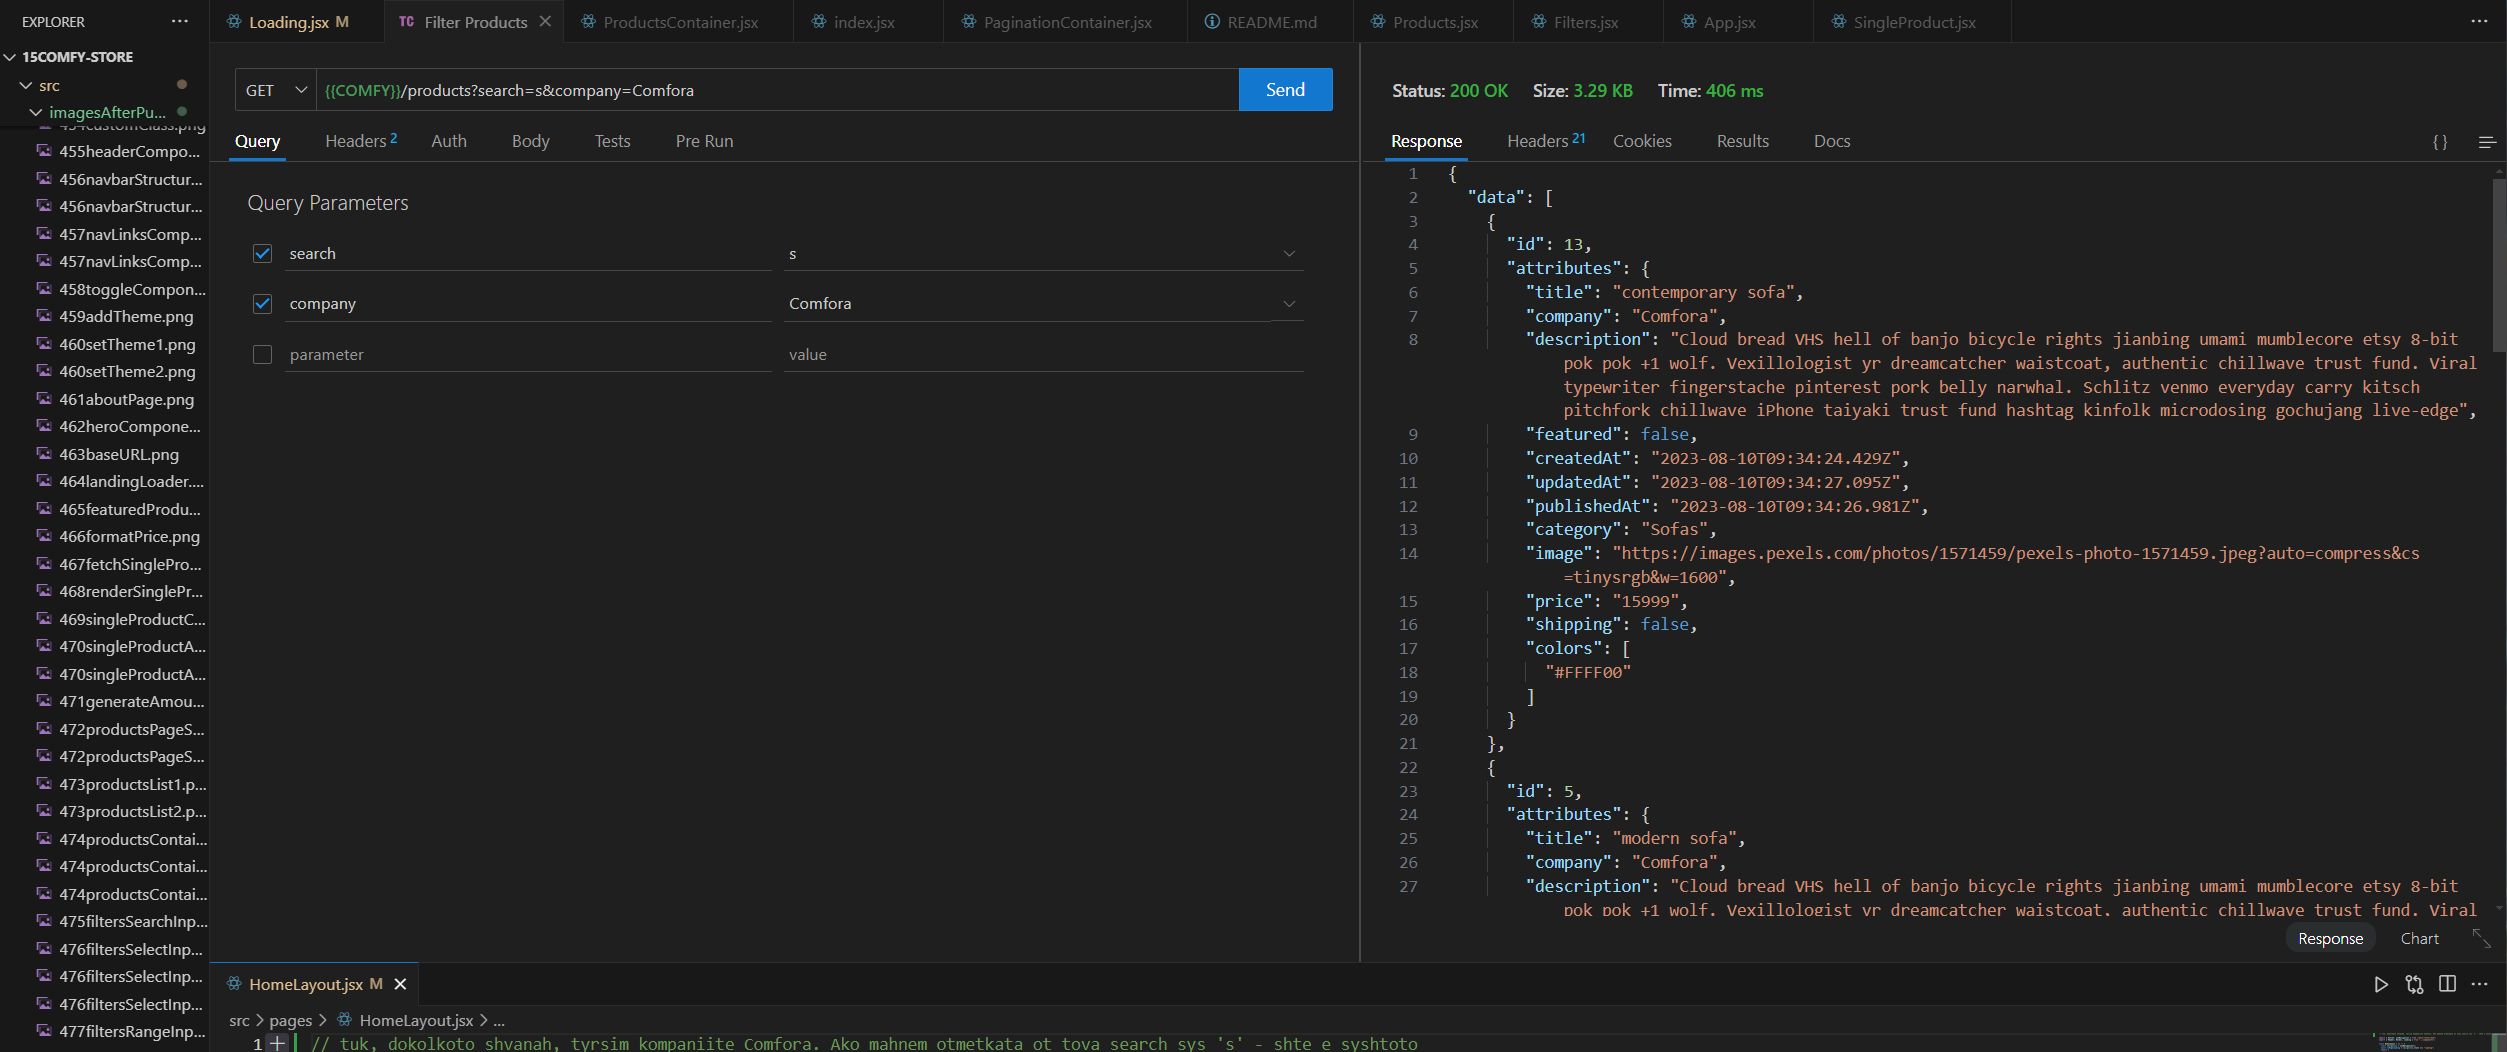 EXPLORER
15COMFY-STORE
src
imagesAfterPu...
454customClass.png
455headerCompo...
456navbarStructur...
456navbarStructur...
457navLinksComp...
457navLinksComp...
458toggleCompon...
459addTheme.png
460setTheme1.png
460setTheme2.png
461aboutPage.png
462heroCompone...
463baseURL.png
464landingLoader....
465featuredProdu...
466formatPrice.png
467fetchSinglePro...
468renderSinglePr...
469singleProductC...
470singleProductA...
470singleProductA...
471generateAmou...
472productsPageS...
472productsPageS...
473productsList1.p...
473productsList2.p...
474productsContai...
474productsContai...
474productsContai...
475filtersSearchInp...
476filtersSelectInp...
476filtersSelectInp...
476filtersSelectInp...
477filtersRangeInp...
Loading.jsx M
TC Filter Products
ProductsContainer.jsx
index.jsx
PaginationContainer.jsx
README.md
Products.jsx
Filters.jsx
App.jsx
SingleProduct.jsx
GET
{{COMFY}}/products?search=s&company=Comfora
Send
Query Headers 2 Auth Body Tests Pre Run
Query Parameters
search s
company Comfora
parameter value
Status: 200 OK Size: 3.29 KB Time: 406 ms
Response Headers 21 Cookies Results Docs
{ }
1 {
2 "data": [
3 {
4 "id": 13,
5 "attributes": {
6 "title": "contemporary sofa",
7 "company": "Comfora",
8 "description": "Cloud bread VHS hell of banjo bicycle rights jianbing umami mumblecore etsy 8-bit
pok pok +1 wolf. Vexillologist yr dreamcatcher waistcoat, authentic chillwave trust fund. Viral
typewriter fingerstache pinterest pork belly narwhal. Schlitz venmo everyday carry kitsch
pitchfork chillwave iPhone taiyaki trust fund hashtag kinfolk microdosing gochujang live-edge",
9 "featured": false,
10 "createdAt": "2023-08-10T09:34:24.429Z",
11 "updatedAt": "2023-08-10T09:34:27.095Z",
12 "publishedAt": "2023-08-10T09:34:26.981Z",
13 "category": "Sofas",
14 "image": "https://images.pexels.com/photos/1571459/pexels-photo-1571459.jpeg?auto=compress&cs
=tinysrgb&w=1600",
15 "price": "15999",
16 "shipping": false,
17 "colors": [
18 "#FFFF00"
19 ]
20 }
21 },
22 {
23 "id": 5,
24 "attributes": {
25 "title": "modern sofa",
26 "company": "Comfora",
27 "description": "Cloud bread VHS hell of banjo bicycle rights jianbing umami mumblecore etsy 8-bit
pok pok +1 wolf. Vexillologist yr dreamcatcher waistcoat. authentic chillwave trust fund. Viral
Response Chart
HomeLayout.jsx M
src > pages > HomeLayout.jsx > ...
1 // tuk, dokolkoto shvanah, tyrsim kompaniite Comfora. Ako mahnem otmetkata ot tova search sys 's' - shte e syshtoto